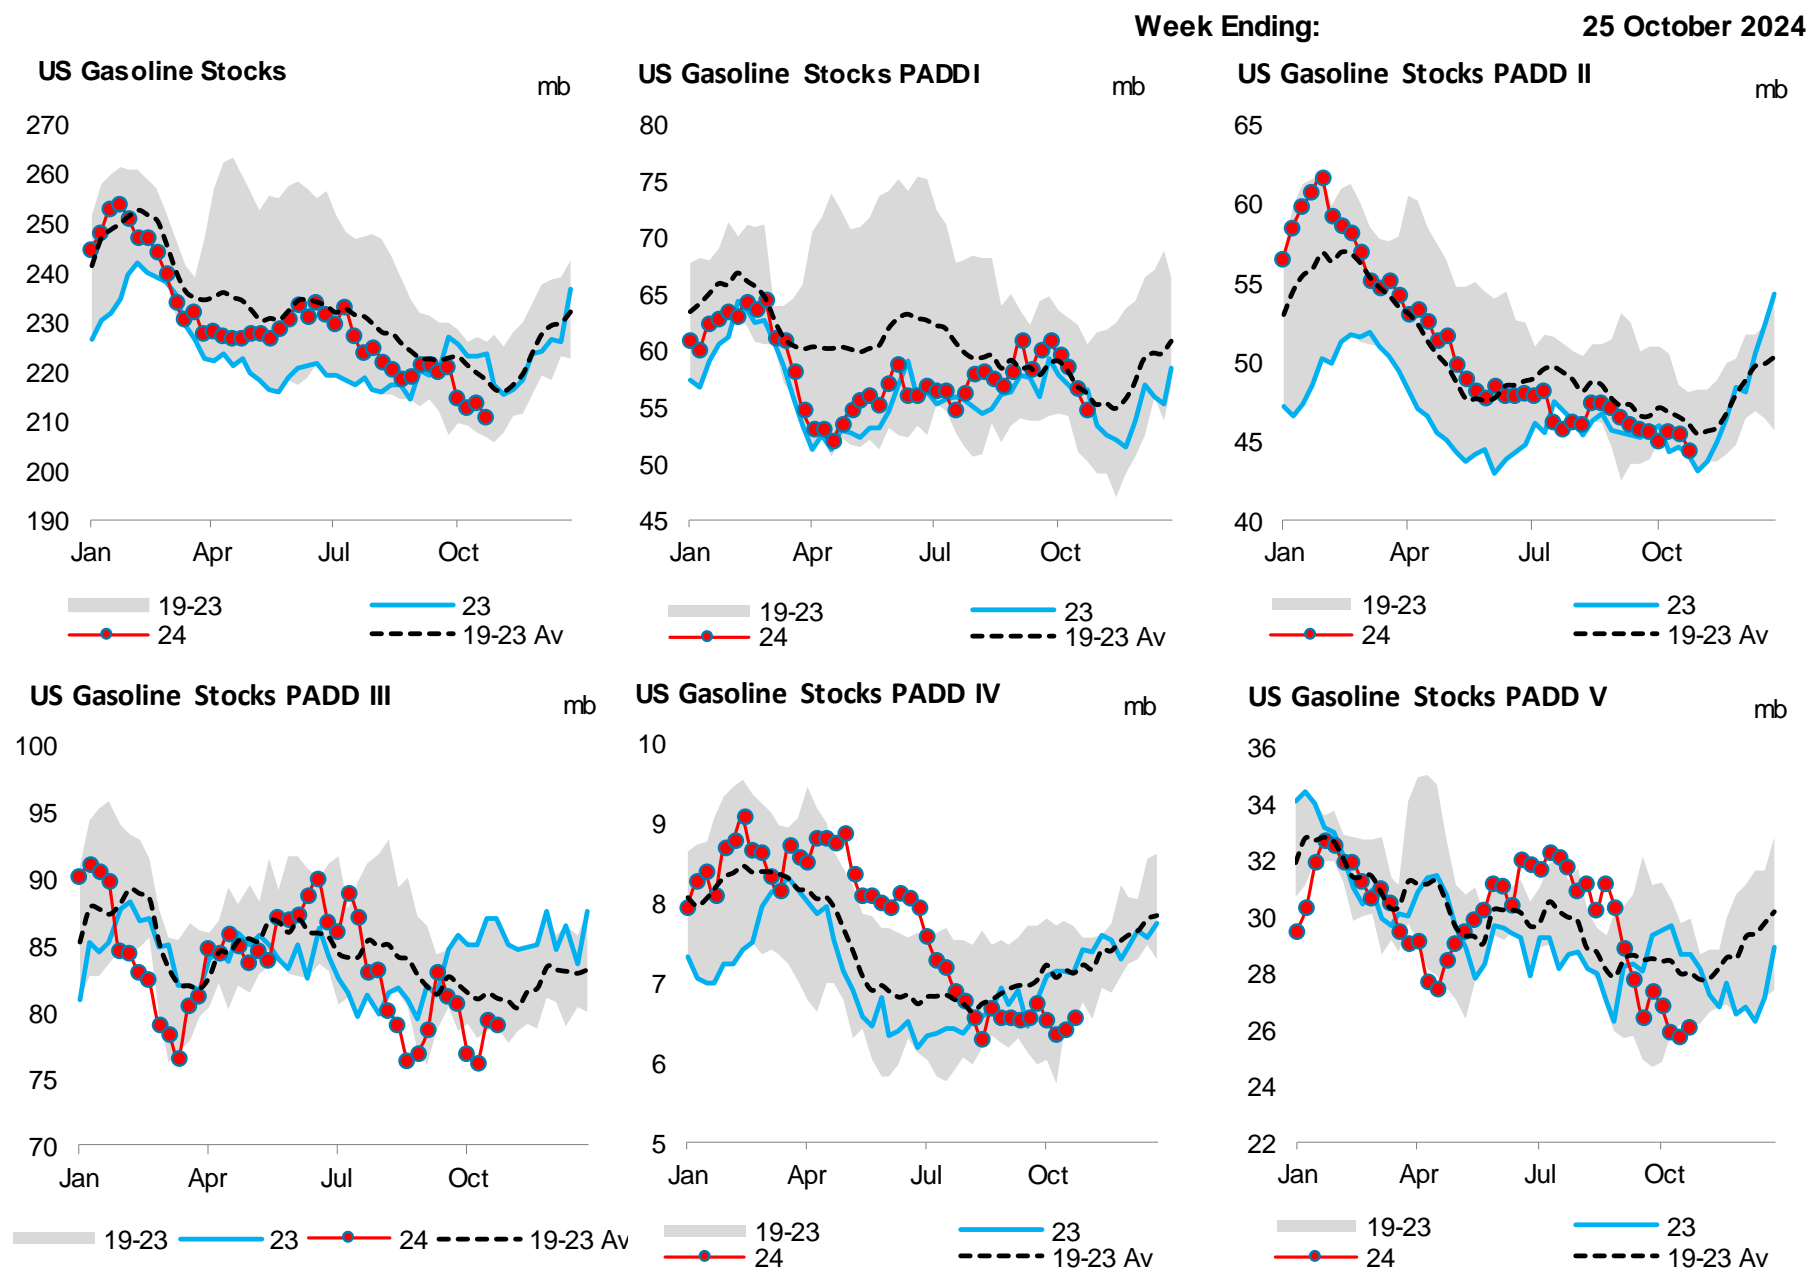 Week Ending: 25 October 2024
US Gasoline Stocks
mb
270
260
250
240
230
220
210
200
190
Jan Apr Jul Oct
19-23 23
24 19-23 Av
US Gasoline Stocks PADD I
mb
80
75
70
65
60
55
50
45
Jan Apr Jul Oct
19-23 23
24 19-23 Av
US Gasoline Stocks PADD II
mb
65
60
55
50
45
40
Jan Apr Jul Oct
19-23 23
24 19-23 Av
US Gasoline Stocks PADD III
mb
100
95
90
85
80
75
70
Jan Apr Jul Oct
19-23 23 24 19-23 Av
US Gasoline Stocks PADD IV
mb
10
9
8
7
6
5
Jan Apr Jul Oct
19-23 23
24 19-23 Av
US Gasoline Stocks PADD V
mb
36
34
32
30
28
26
24
22
Jan Apr Jul Oct
19-23 23
24 19-23 Av